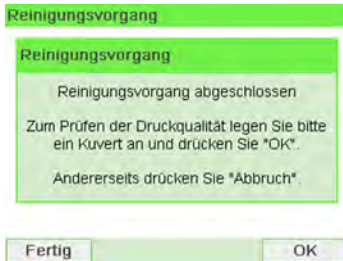 Reinigungsvorgang
Reinigungsvorgang
Reinigungsvorgang abgeschlossen
Zum Prüfen der Druckqualität legen Sie bitte
ein Kuvert an und drücken Sie "OK".
Andererseits drücken Sie "Abbruch".
Fertig
OK